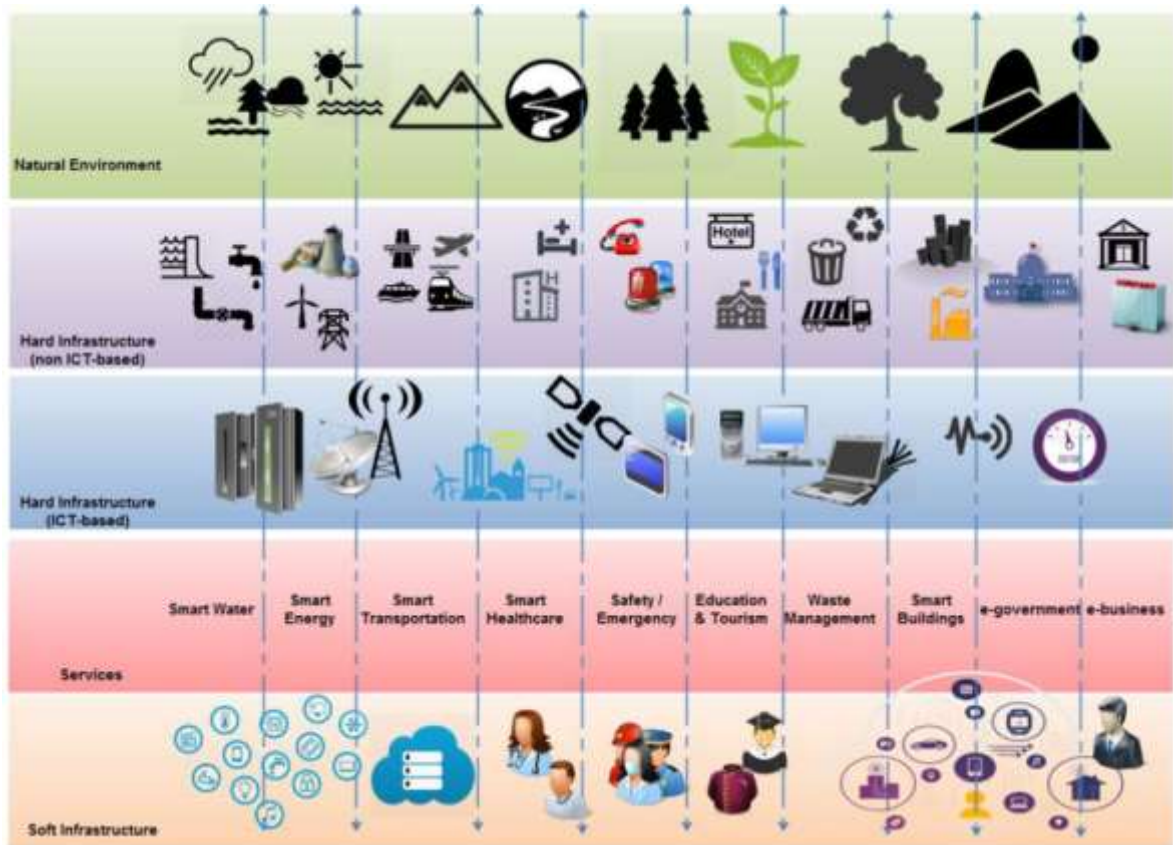 Natural Environment
Hotel
H
Hard Infrastructure
(non ICT-based)
Hard Infrastructure
(ICT-based)
Smart Water
Smart
Energy
Smart
Transportation
Smart
Healthcare
Safety /
Emergency
Education
& Tourism
Waste
Management
Smart
Buildings
e-government
e-business
Services
Soft Infrastructure